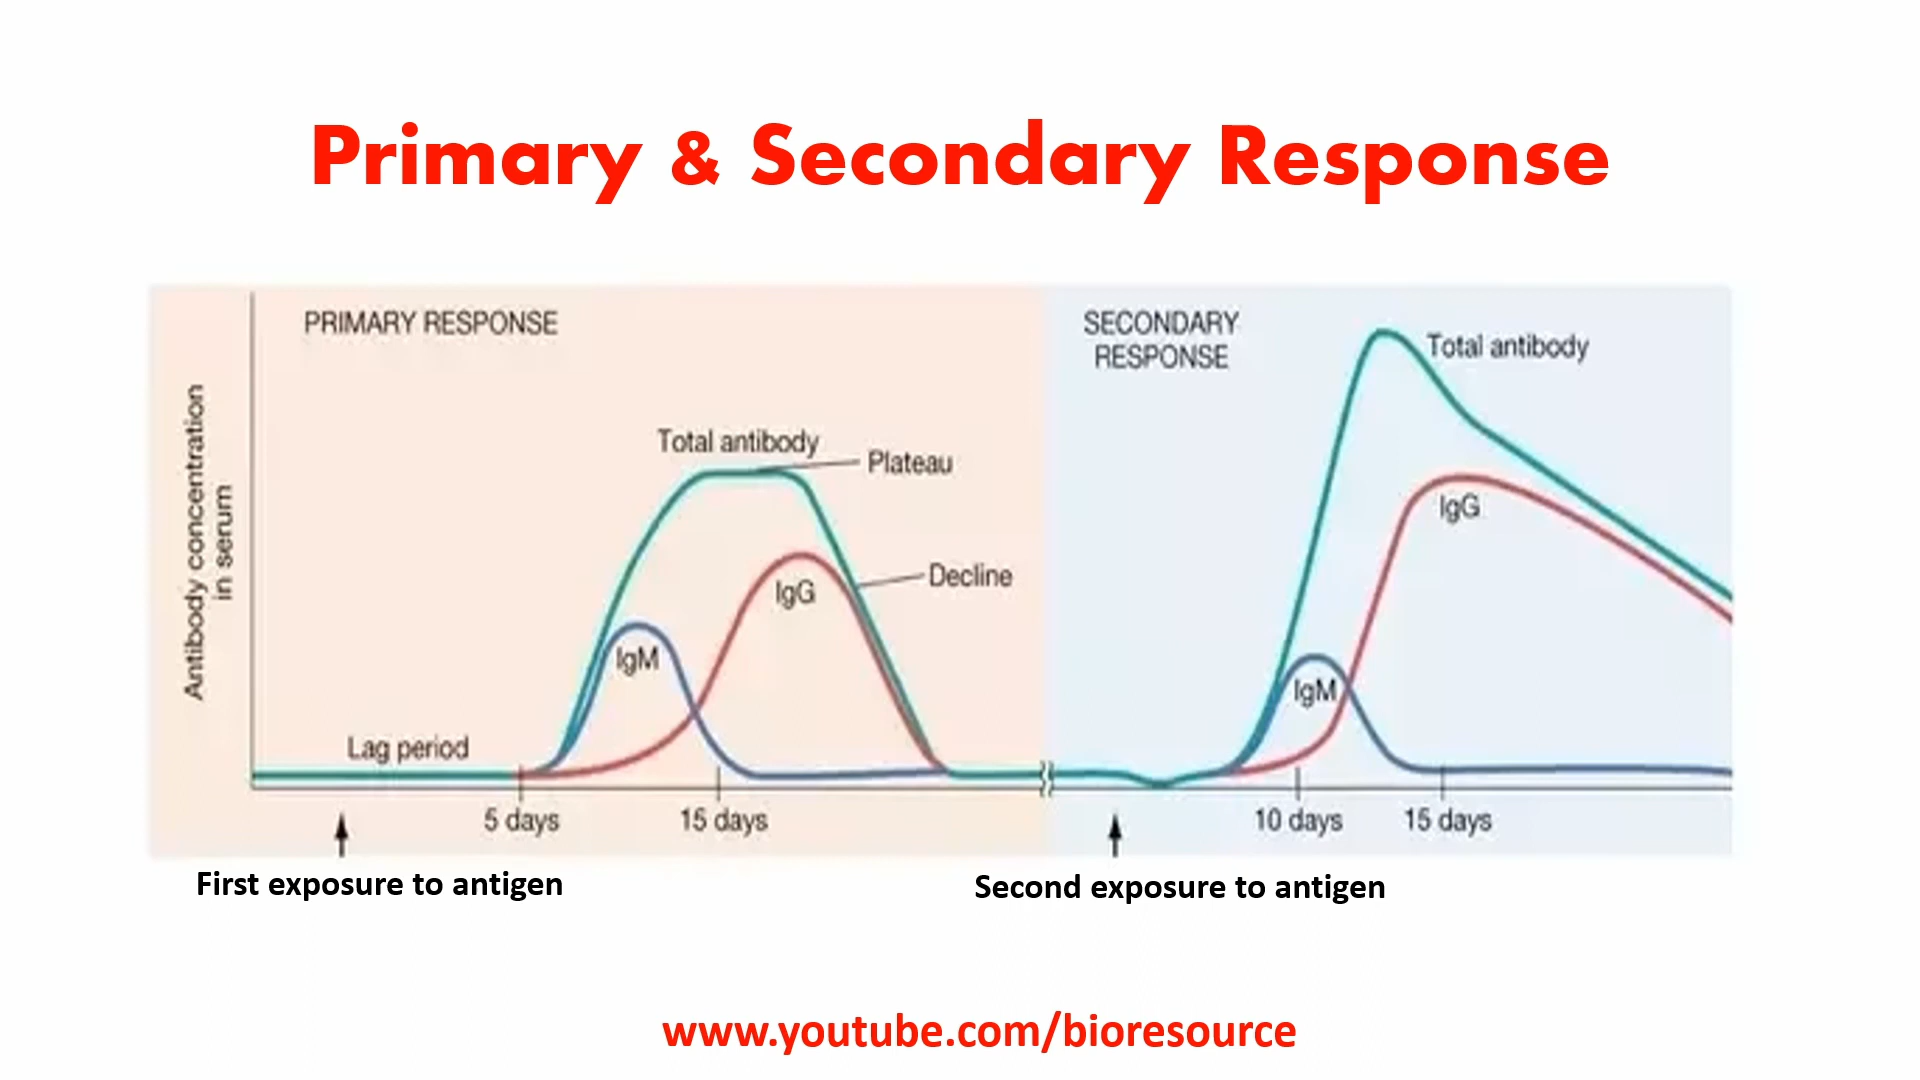 Primary & Secondary Response
PRIMARY RESPONSE
SECONDARY
RESPONSE
Total antibody
Total antibody
Plateau
IgG
Decline
IgG
IgM
IgM
Antibody concentration
in serum
Lag period
5 days
15 days
10 days
15 days
First exposure to antigen
Second exposure to antigen
www.youtube.com/bioresource